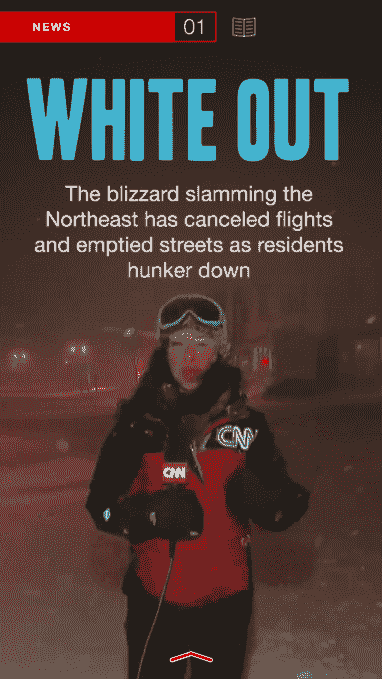 NEWS
01
WHITE OUT
The blizzard slamming the
Northeast has canceled flights
and emptied streets as residents
hunker down
CNN
CNN